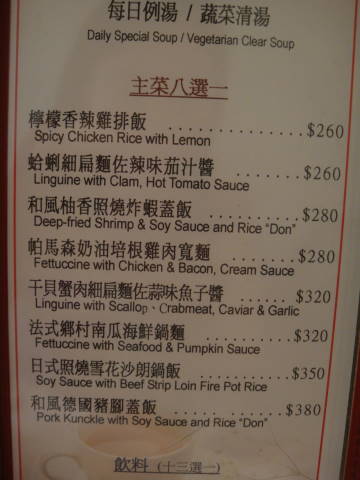 每日例湯 / 蔬菜清湯
Daily Special Soup / Vegetarian Clear Soup
主菜八選一
檸檬香辣雞排飯 .............. $260
Spicy Chicken Rice with Lemon
蛤蜊細扁麵佐辣味茄汁醬 ....... $260
Linguine with Clam, Hot Tomato Sauce
和風柚香照燒炸蝦蓋飯 ........ $280
Deep-fried Shrimp & Soy Sauce and Rice "Don"
帕馬森奶油培根雞肉寬麵 ...... $280
Fettuccine with Chicken & Bacon, Cream Sauce
干貝蟹肉細扁麵佐蒜味魚子醬 ...... $320
Linguine with Scallop、Crabmeat, Caviar & Garlic
法式鄉村南瓜海鮮鍋麵 ......... $320
Fettuccine with Seafood & Pumpkin Sauce
日式照燒雪花沙朗鍋飯 ......... $350
Soy Sauce with Beef Strip Loin Fire Pot Rice
和風德國豬腳蓋飯 ............ $380
Pork Kunckle with Soy Sauce and Rice "Don"
飲料 (十三選一)